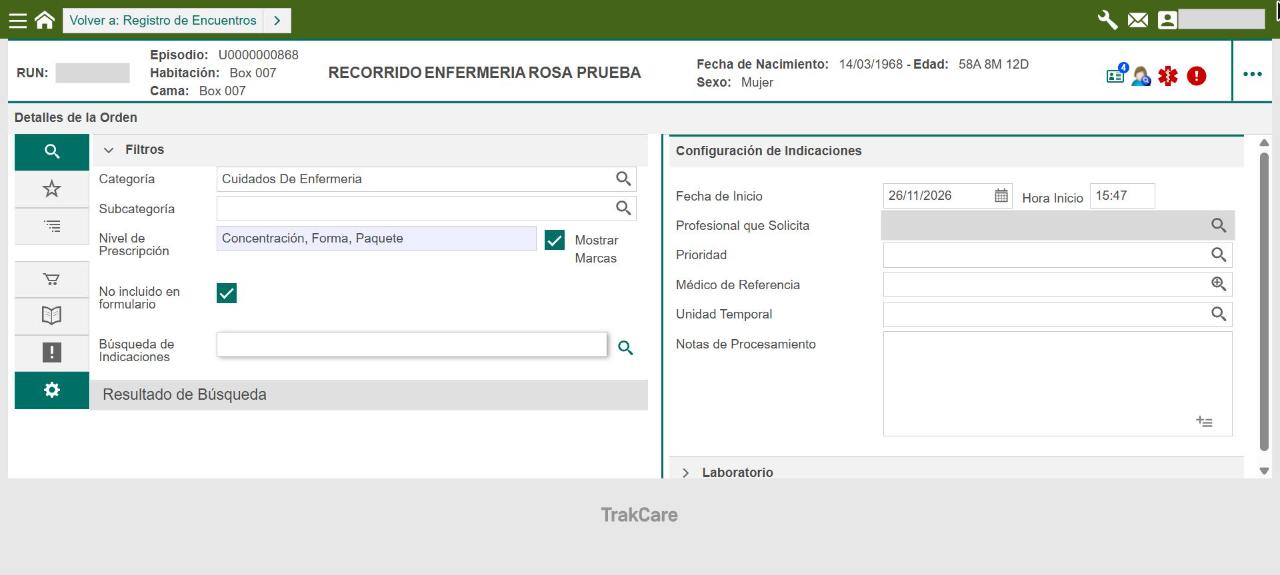 Volver a: Registro de Encuentros
RUN:
Episodio: U0000000868
Habitación: Box 007
Cama: Box 007
RECORRIDO ENFERMERIA ROSA PRUEBA
Fecha de Nacimiento: 14/03/1968 - Edad: 58A 8M 12D
Sexo: Mujer
4
Detalles de la Orden
Filtros
Categoría Cuidados De Enfermeria
Subcategoría
Nivel de Prescripción Concentración, Forma, Paquete Mostrar Marcas
No incluido en formulario
Búsqueda de Indicaciones
Resultado de Búsqueda
Configuración de Indicaciones
Fecha de Inicio 26/11/2026 Hora Inicio 15:47
Profesional que Solicita
Prioridad
Médico de Referencia
Unidad Temporal
Notas de Procesamiento
Laboratorio
TrakCare